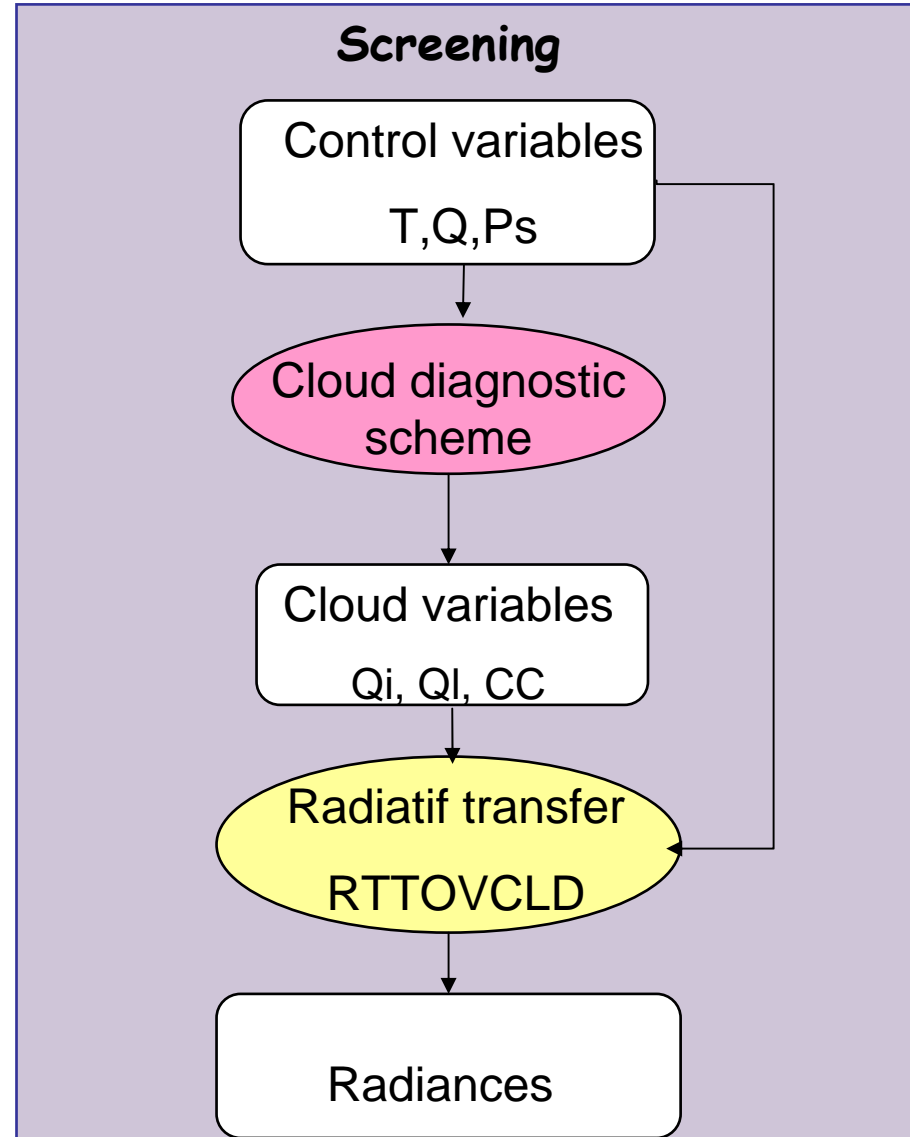 Screening
Control variables
T,Q,Ps
Cloud diagnostic
scheme
Cloud variables
Qi, Ql, CC
Radiatif transfer
RTTOVCLD
Radiances